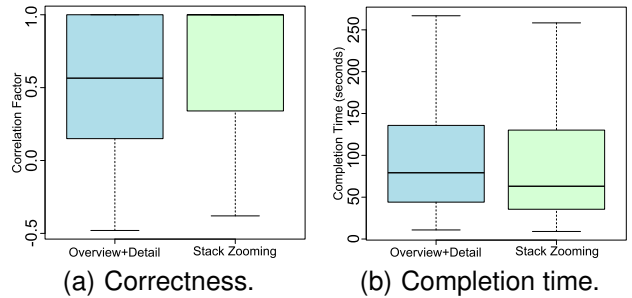 Correlation Factor
1.0
0.5
0.0
-0.5
Overview+Detail Stack Zooming
(a) Correctness.
Completion Time (seconds)
250
200
150
100
50
0
Overview+Detail Stack Zooming
(b) Completion time.